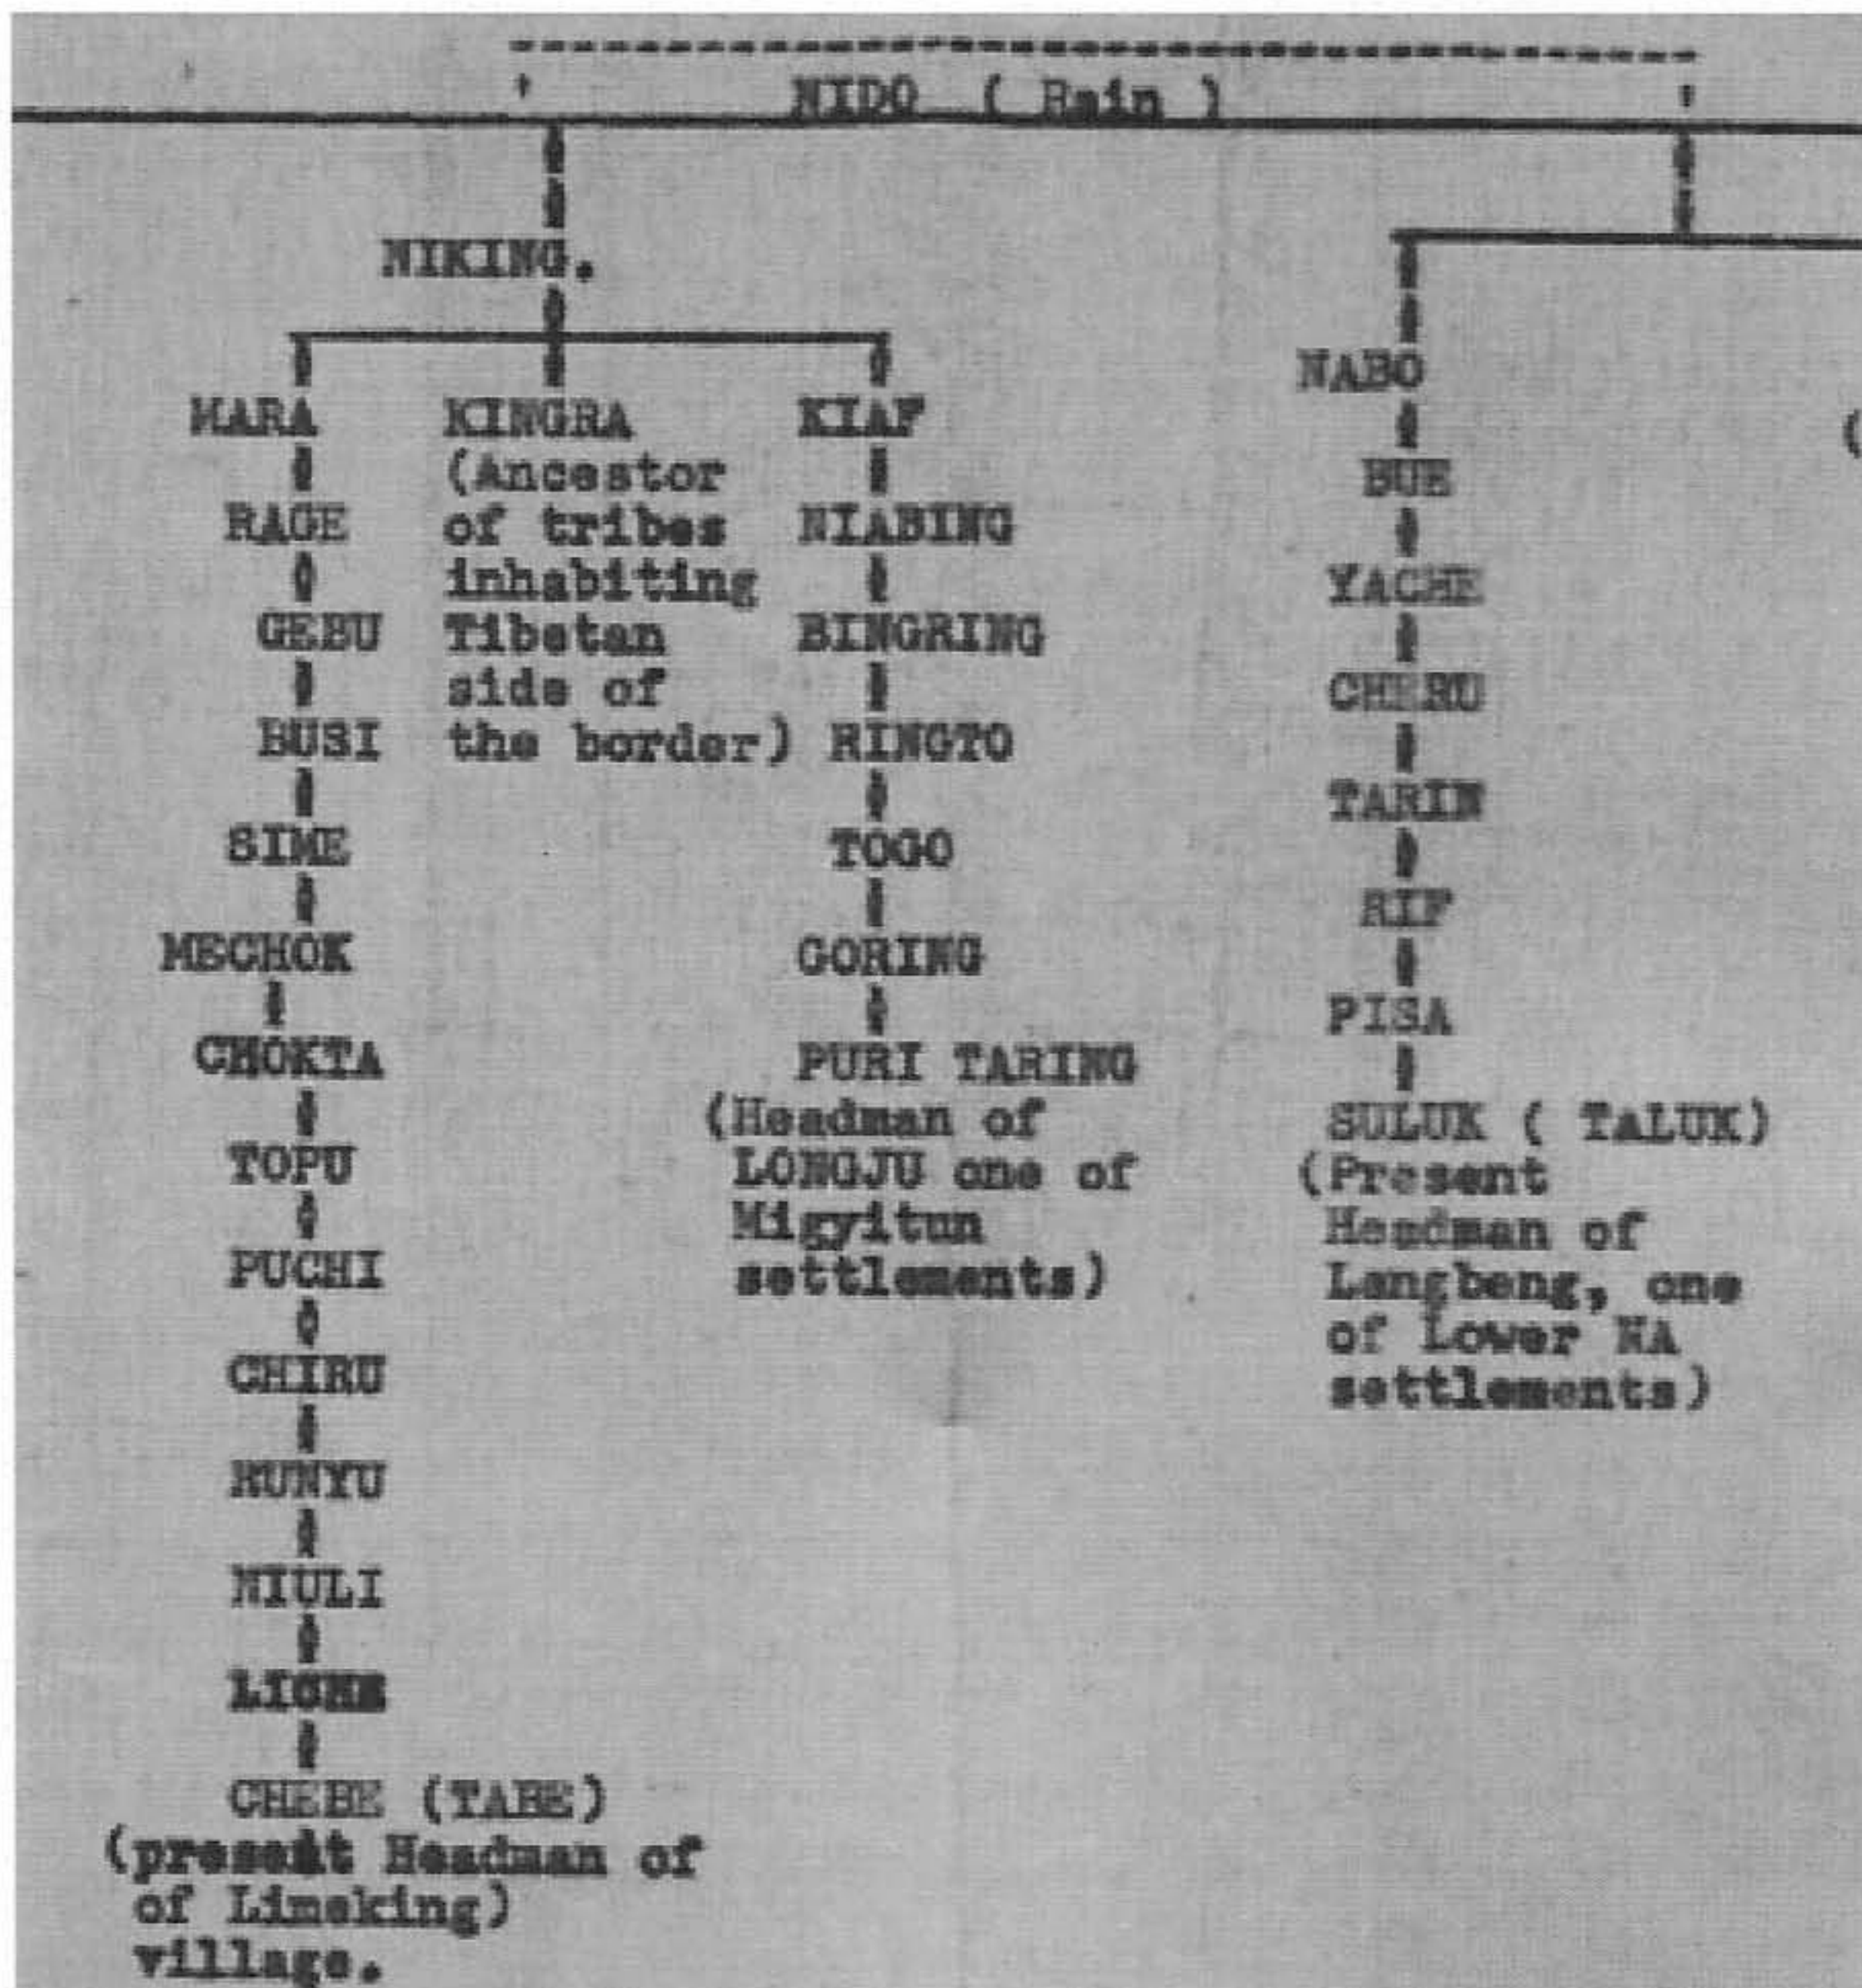 NIDO ( Rain )
NIKING.
MARA
RAGE
GEBU
BUSI
SIME
MECHOK
CHOKTA
TOPU
PUCHI
CHIRU
RUNYU
NIULI
LICHE
CHEBE (TABE)
(present Headman of
of Limeking)
village.
KINGRA
(Ancestor
of tribes
inhabiting
Tibetan
side of
the border)
KIAF
NIABING
BINGRING
RINGTO
TOGO
GORING
PURI TARING
(Headman of
LONGJU one of
Migyitun
settlements)
NABO
BUE
YACHE
CHERU
TARIN
RIF
PISA
SULUK ( TALUK)
(Present
Headman of
Langbeng, one
of Lower NA
settlements)
(